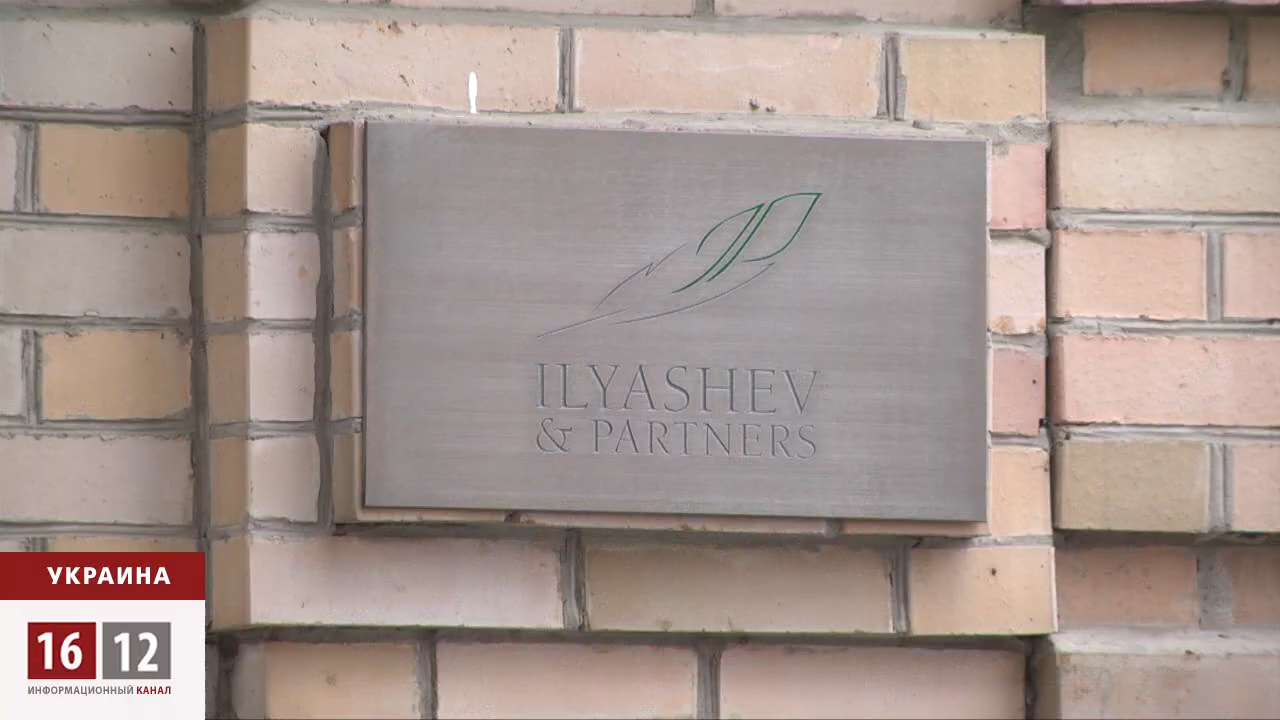 ILYASHEV
& PARTNERS
УКРАИНА
16 12
ИНФОРМАЦИОННЫЙ КАНАЛ